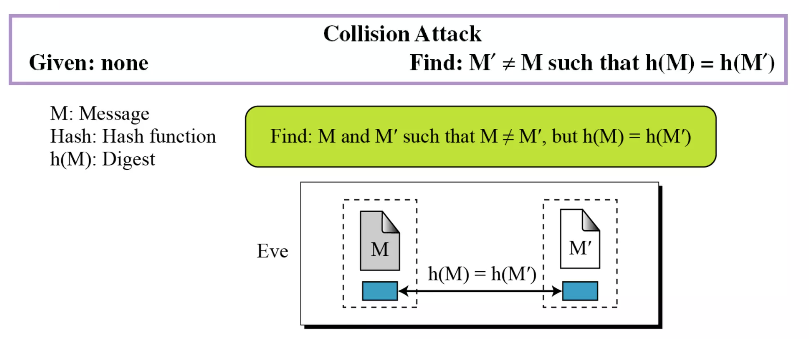 Collision Attack
Given: none Find: M′ ≠ M such that h(M) = h(M′)
M: Message
Hash: Hash function
h(M): Digest
Find: M and M′ such that M ≠ M′, but h(M) = h(M′)
Eve
M
M′
h(M) = h(M′)